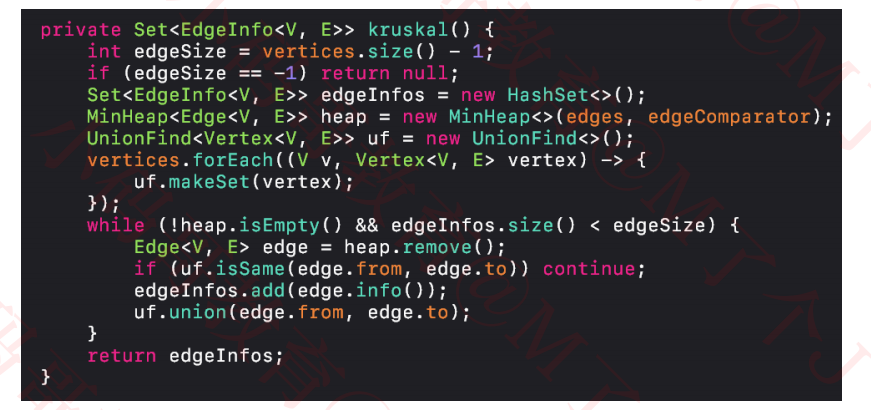 private Set<EdgeInfo<V, E>> kruskal() {
    int edgeSize = vertices.size() - 1;
    if (edgeSize == -1) return null;
    Set<EdgeInfo<V, E>> edgeInfos = new HashSet<>();
    MinHeap<Edge<V, E>> heap = new MinHeap<>(edges, edgeComparator);
    UnionFind<Vertex<V, E>> uf = new UnionFind<>();
    vertices.forEach((V v, Vertex<V, E> vertex) -> {
        uf.makeSet(vertex);
    });
    while (!heap.isEmpty() && edgeInfos.size() < edgeSize) {
        Edge<V, E> edge = heap.remove();
        if (uf.isSame(edge.from, edge.to)) continue;
        edgeInfos.add(edge.info());
        uf.union(edge.from, edge.to);
    }
    return edgeInfos;
}